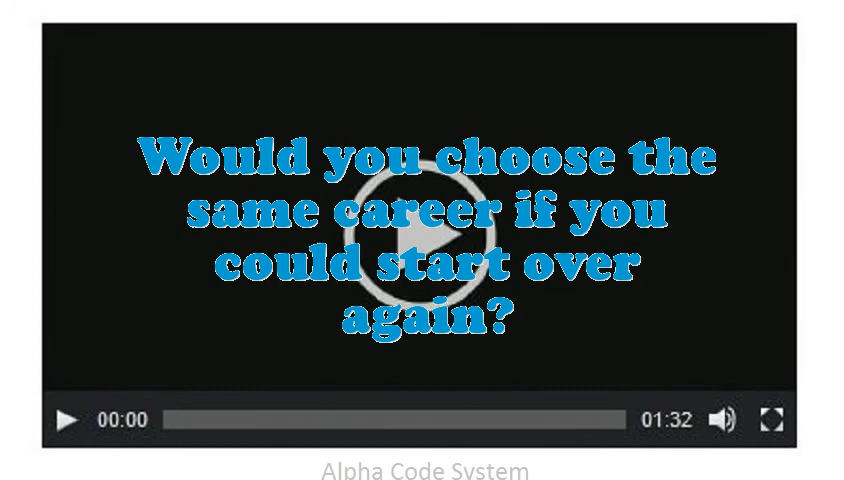 Would you choose the
same career if you
could start over
again?
00:00 01:32
Alpha Code System